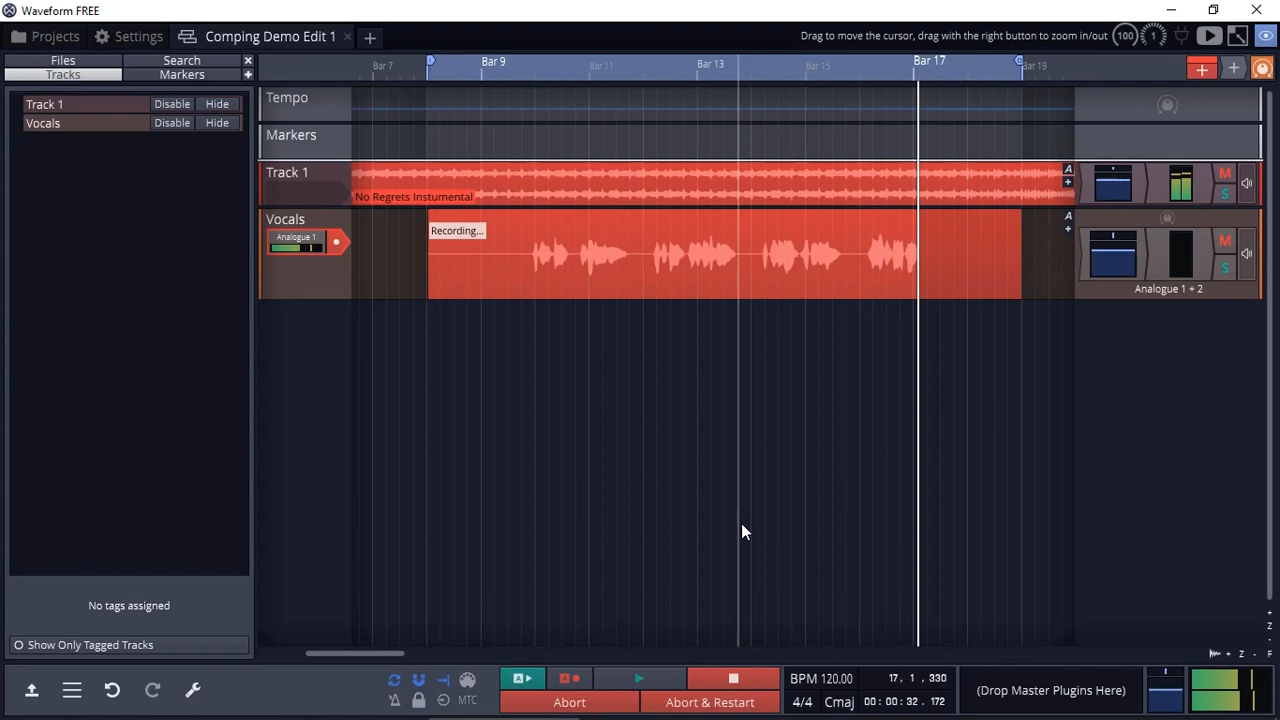 Waveform FREE
Projects
Settings
Comping Demo Edit 1
Drag to move the cursor, drag with the right button to zoom in/out
100
1
Files
Search
Tracks
Markers
Track 1 Disable Hide
Vocals Disable Hide
No tags assigned
Show Only Tagged Tracks
Bar 7
Bar 9
Bar 11
Bar 13
Bar 15
Bar 17
Bar 19
Tempo
Markers
Track 1
No Regrets Instumental
A
M
S
Vocals
Analogue 1
Recording...
A
M
S
Analogue 1 + 2
Z
Z
F
A
A
MTC
Abort
Abort & Restart
BPM 120.00
17, 1 , 330
4/4
Cmaj
00 : 00 : 32. 172
(Drop Master Plugins Here)